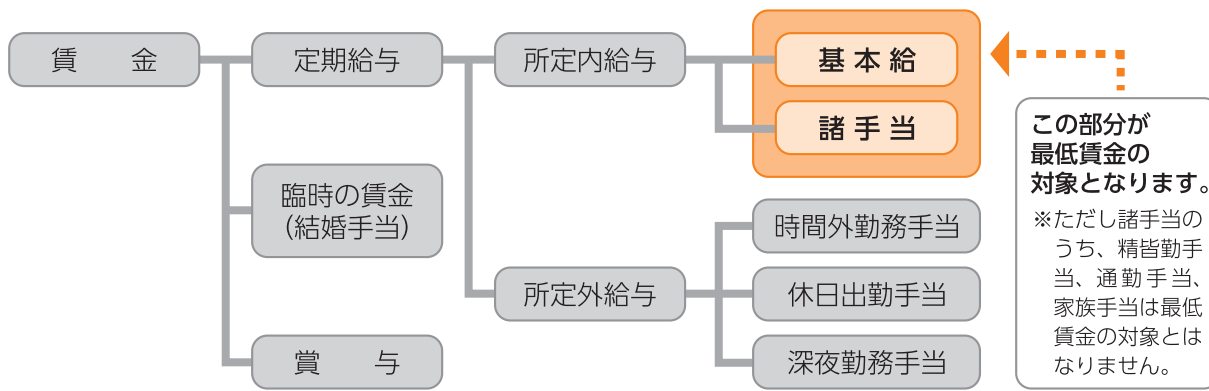 賃　金
定期給与
所定内給与
基本給
諸手当
臨時の賃金
（結婚手当）
所定外給与
時間外勤務手当
休日出勤手当
深夜勤務手当
賞　与
この部分が
最低賃金の
対象となります。
※ただし諸手当の
うち、精皆勤手
当、通勤手当、
家族手当は最低
賃金の対象とは
なりません。